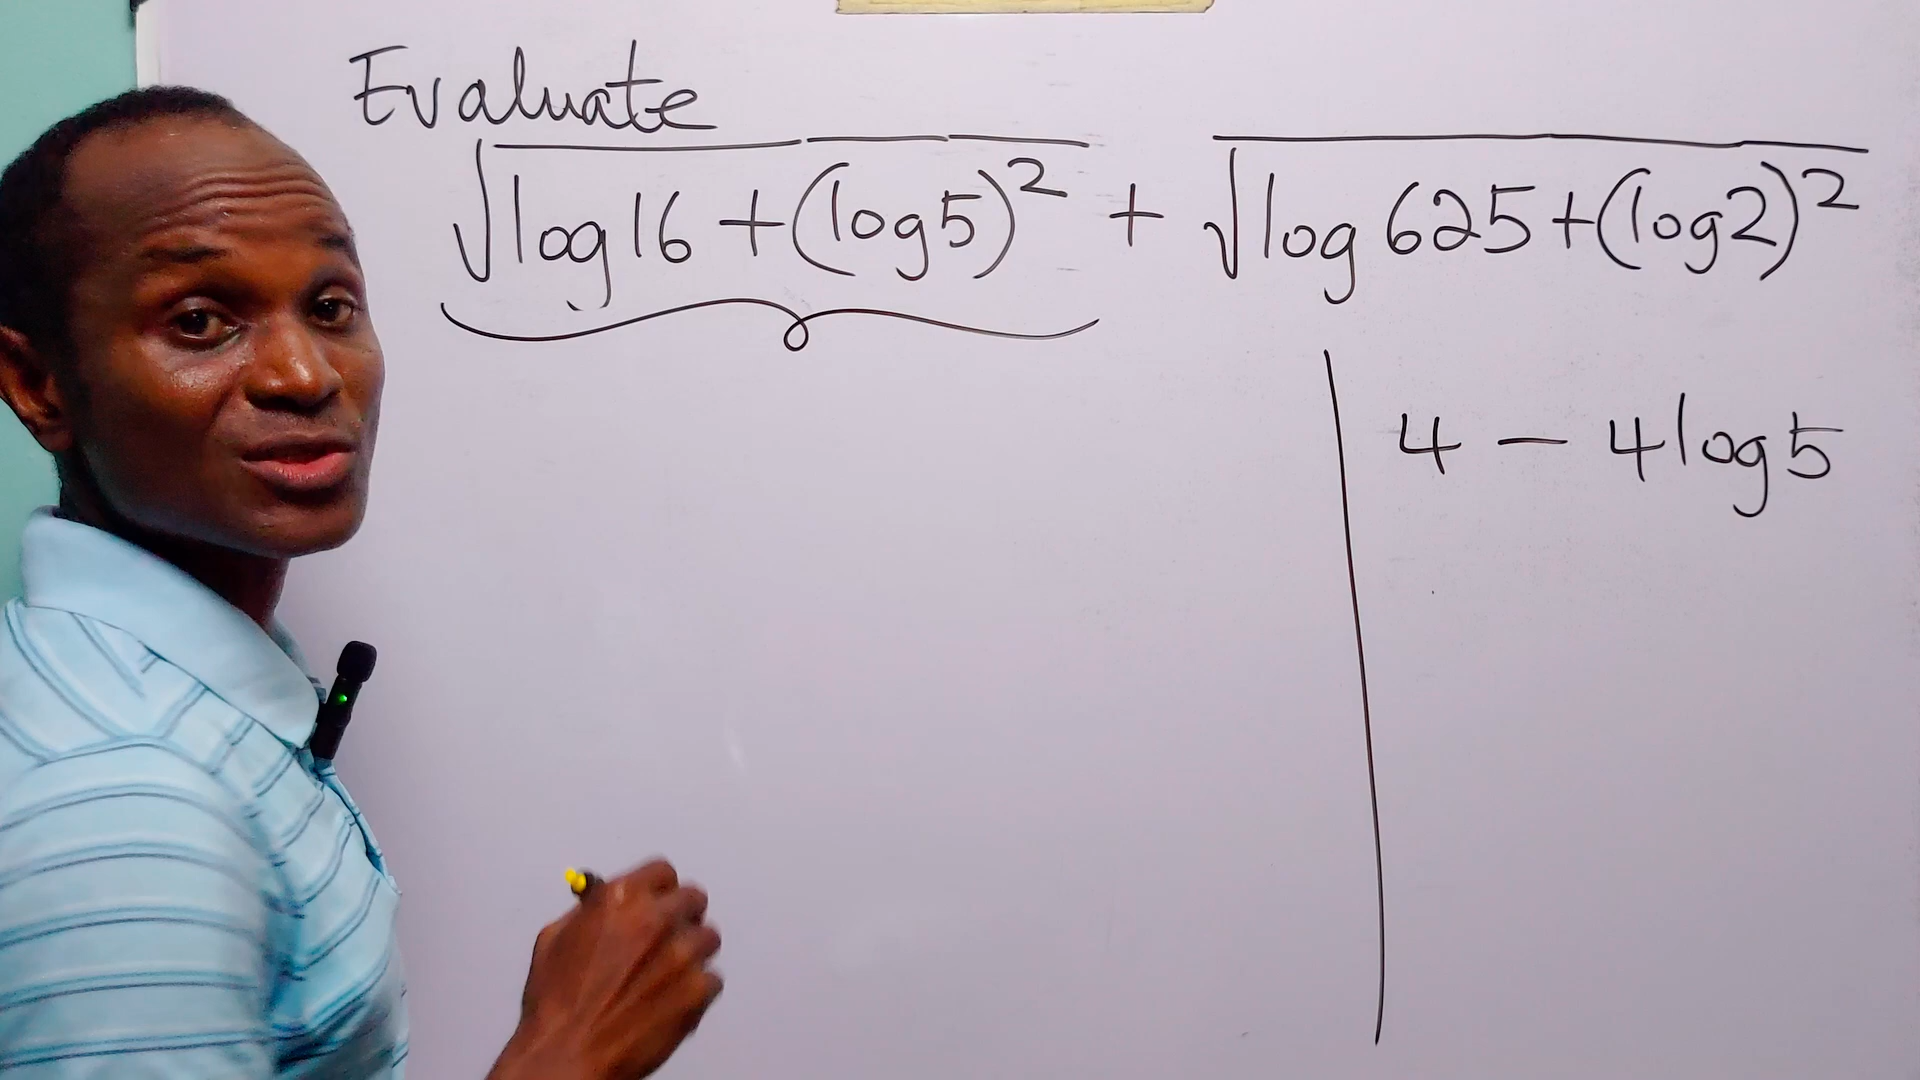 Evaluate
√log16 + (log5)² + √log 625 + (log2)²
4 − 4log5